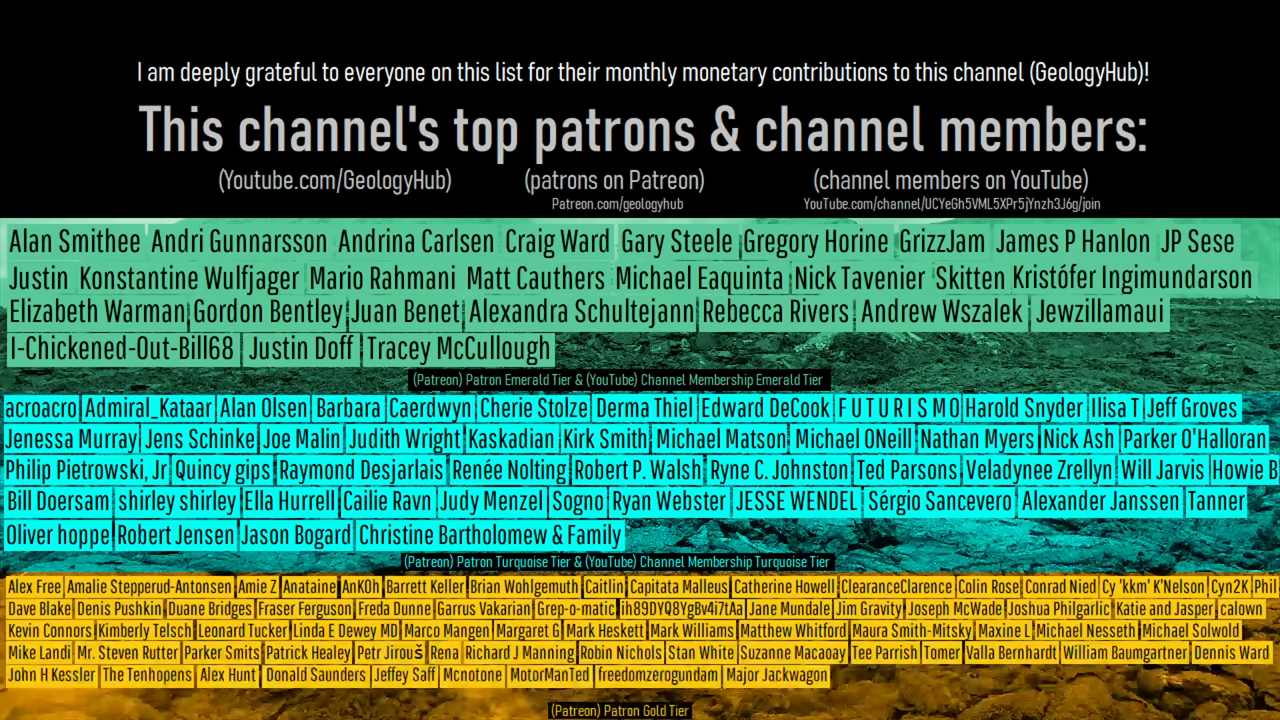 I am deeply grateful to everyone on this list for their monthly monetary contributions to this channel (GeologyHub)!
This channel's top patrons & channel members:
(Youtube.com/GeologyHub) (patrons on Patreon) (channel members on YouTube)
Patreon.com/geologyhub YouTube.com/channel/UCYeGh5VML5XPr5jYnzh3J6g/join
Alan Smithee Andri Gunnarsson Andrina Carlsen Craig Ward Gary Steele Gregory Horine GrizzJam James P Hanlon JP Sese
Justin Konstantine Wulfjager Mario Rahmani Matt Cauthers Michael Eaquinta Nick Tavenier Skitten Kristófer Ingimundarson
Elizabeth Warman Gordon Bentley Juan Benet Alexandra Schultejann Rebecca Rivers Andrew Wszalek Jewzillamaui
I-Chickened-Out-Bill68 Justin Doff Tracey McCullough
(Patreon) Patron Emerald Tier & (YouTube) Channel Membership Emerald Tier
acroacro Admiral_Kataar Alan Olsen Barbara Caerdwyn Cherie Stolze Derma Thiel Edward DeCook F U T U R I S M O Harold Snyder Ilisa T Jeff Groves
Jenessa Murray Jens Schinke Joe Malin Judith Wright Kaskadian Kirk Smith Michael Matson Michael ONeill Nathan Myers Nick Ash Parker O'Halloran
Philip Pietrowski, Jr Quincy gips Raymond Desjarlais Renée Nolting Robert P. Walsh Ryne C. Johnston Ted Parsons Veladynee Zrellyn Will Jarvis Howie B
Bill Doersam shirley shirley Ella Hurrell Cailie Ravn Judy Menzel Sogno Ryan Webster JESSE WENDEL Sérgio Sancevero Alexander Janssen Tanner
Oliver hoppe Robert Jensen Jason Bogard Christine Bartholomew & Family
(Patreon) Patron Turquoise Tier & (YouTube) Channel Membership Turquoise Tier
Alex Free Amalie Stepperud-Antonsen Amie Z Anataine AnKOh Barrett Keller Brian Wohlgemuth Caitlin Capitata Malleus Catherine Howell ClearanceClarence Colin Rose Conrad Nied Cy 'kkm' K'Nelson Cyn2K Phil
Dave Blake Denis Pushkin Duane Bridges Fraser Ferguson Freda Dunne Garrus Vakarian Grep-o-matic ih89DYQ8YgBv4i7tAa Jane Mundale Jim Gravity Joseph McWade Joshua Philgarlic Katie and Jasper calown
Kevin Connors Kimberly Telsch Leonard Tucker Linda E Dewey MD Marco Mangen Margaret G Mark Heskett Mark Williams Matthew Whitford Maura Smith-Mitsky Maxine L Michael Nesseth Michael Solwold
Mike Landi Mr. Steven Rutter Parker Smits Patrick Healey Petr Jirouš Rena Richard J Manning Robin Nichols Stan White Suzanne Macaoay Tee Parrish Tomer Valla Bernhardt William Baumgartner Dennis Ward
John H Kessler The Tenhopens Alex Hunt Donald Saunders Jeffey Saff Mcnotone MotorManTed freedomzerogundam Major Jackwagon
(Patreon) Patron Gold Tier